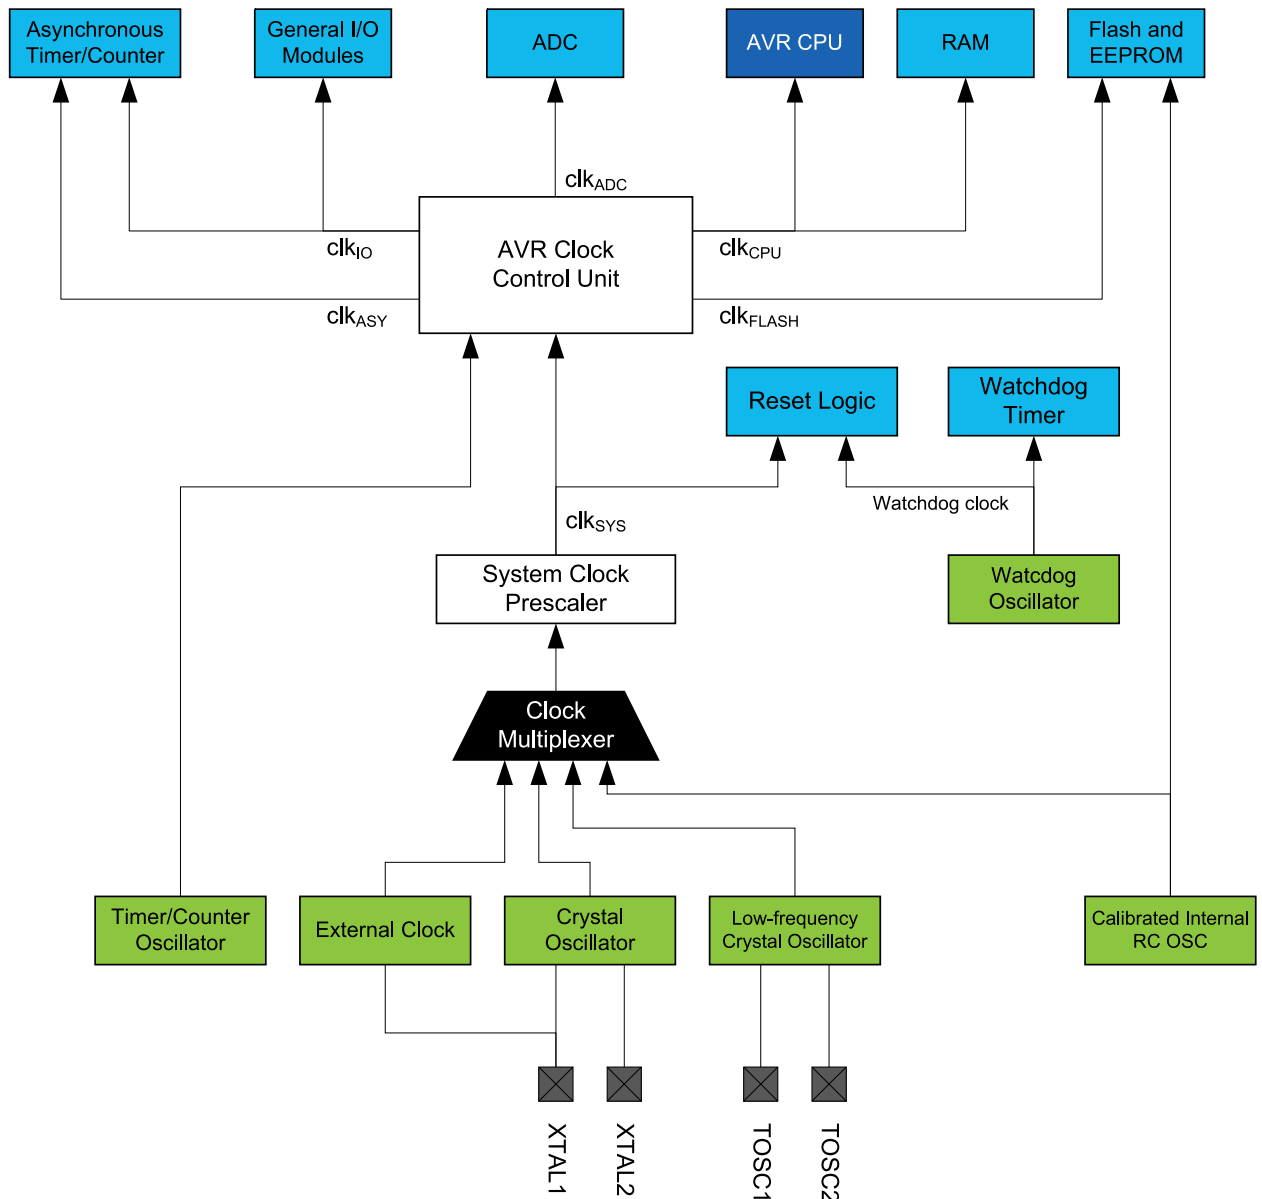 Asynchronous
Timer/Counter
General I/O
Modules
ADC
AVR CPU
RAM
Flash and
EEPROM
clkADC
clkIO
AVR Clock
Control Unit
clkCPU
clkASY
clkFLASH
Reset Logic
Watchdog
Timer
Watchdog clock
clkSYS
System Clock
Prescaler
Watcdog
Oscillator
Clock
Multiplexer
Timer/Counter
Oscillator
External Clock
Crystal
Oscillator
Low-frequency
Crystal Oscillator
Calibrated Internal
RC OSC
XTAL1
XTAL2
TOSC1
TOSC2